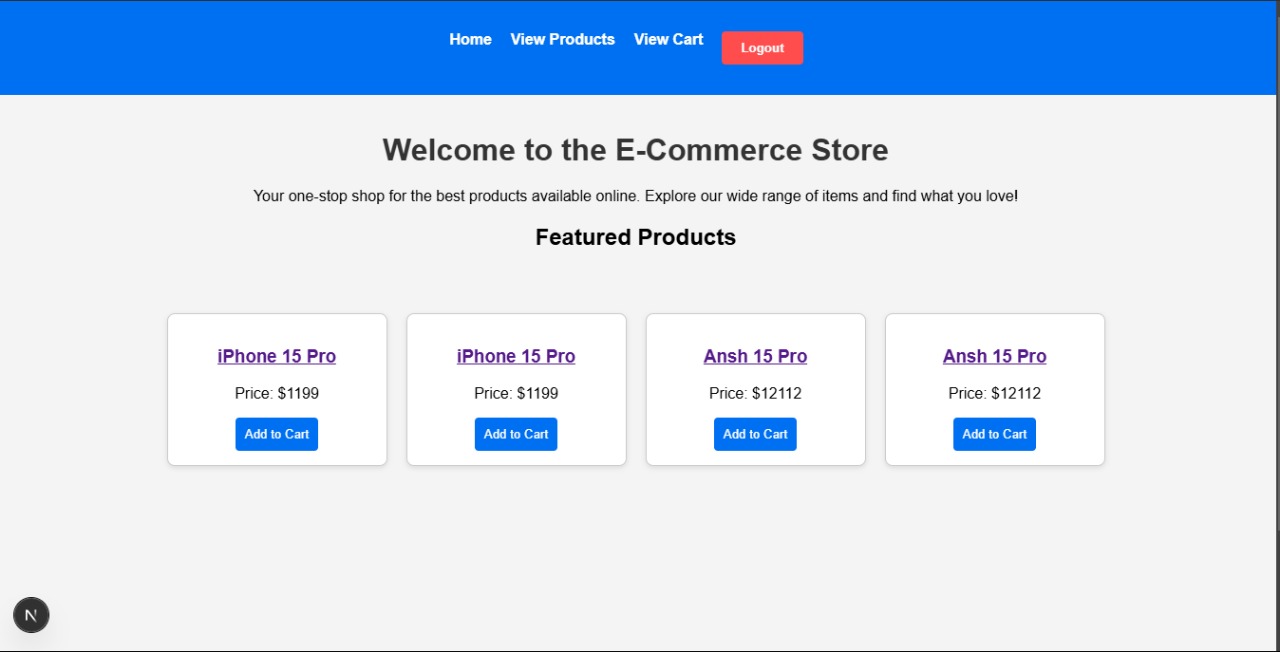 Home View Products View Cart Logout
Welcome to the E-Commerce Store
Your one-stop shop for the best products available online. Explore our wide range of items and find what you love!
Featured Products
iPhone 15 Pro
Price: $1199
Add to Cart
iPhone 15 Pro
Price: $1199
Add to Cart
Ansh 15 Pro
Price: $12112
Add to Cart
Ansh 15 Pro
Price: $12112
Add to Cart
N